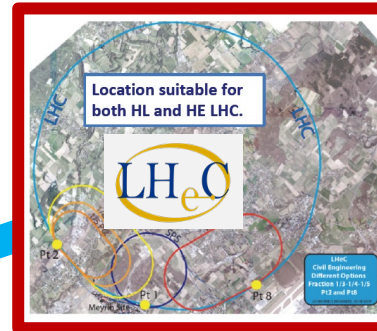 Location suitable for
both HL and HE LHC.
LHC
LHC
LHeC
SPS
Pt 2
Pt 1
Pt 8
Meyrin Site
LHeC
Civil Engineering
Different Options
Fraction 1/3-1/4-1/5
Pt2 and Pt8